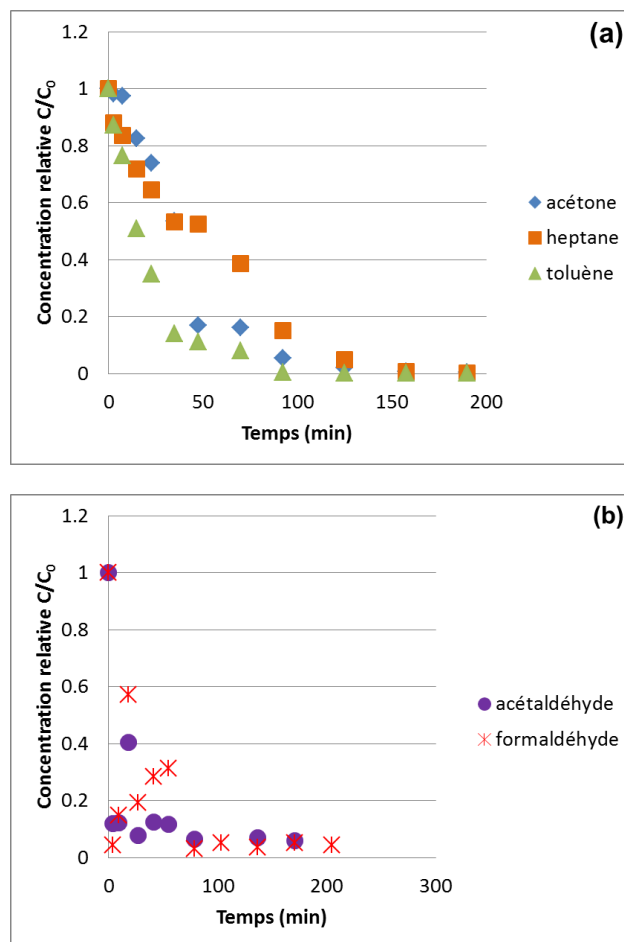 (a)
1.2
1
0.8
0.6
0.4
0.2
0
0 50 100 150 200
Concentration relative C/C₀
Temps (min)
acétone
heptane
toluène
(b)
1.2
1
0.8
0.6
0.4
0.2
0
0 100 200 300
Concentration relative C/C₀
Temps (min)
acétaldéhyde
formaldéhyde